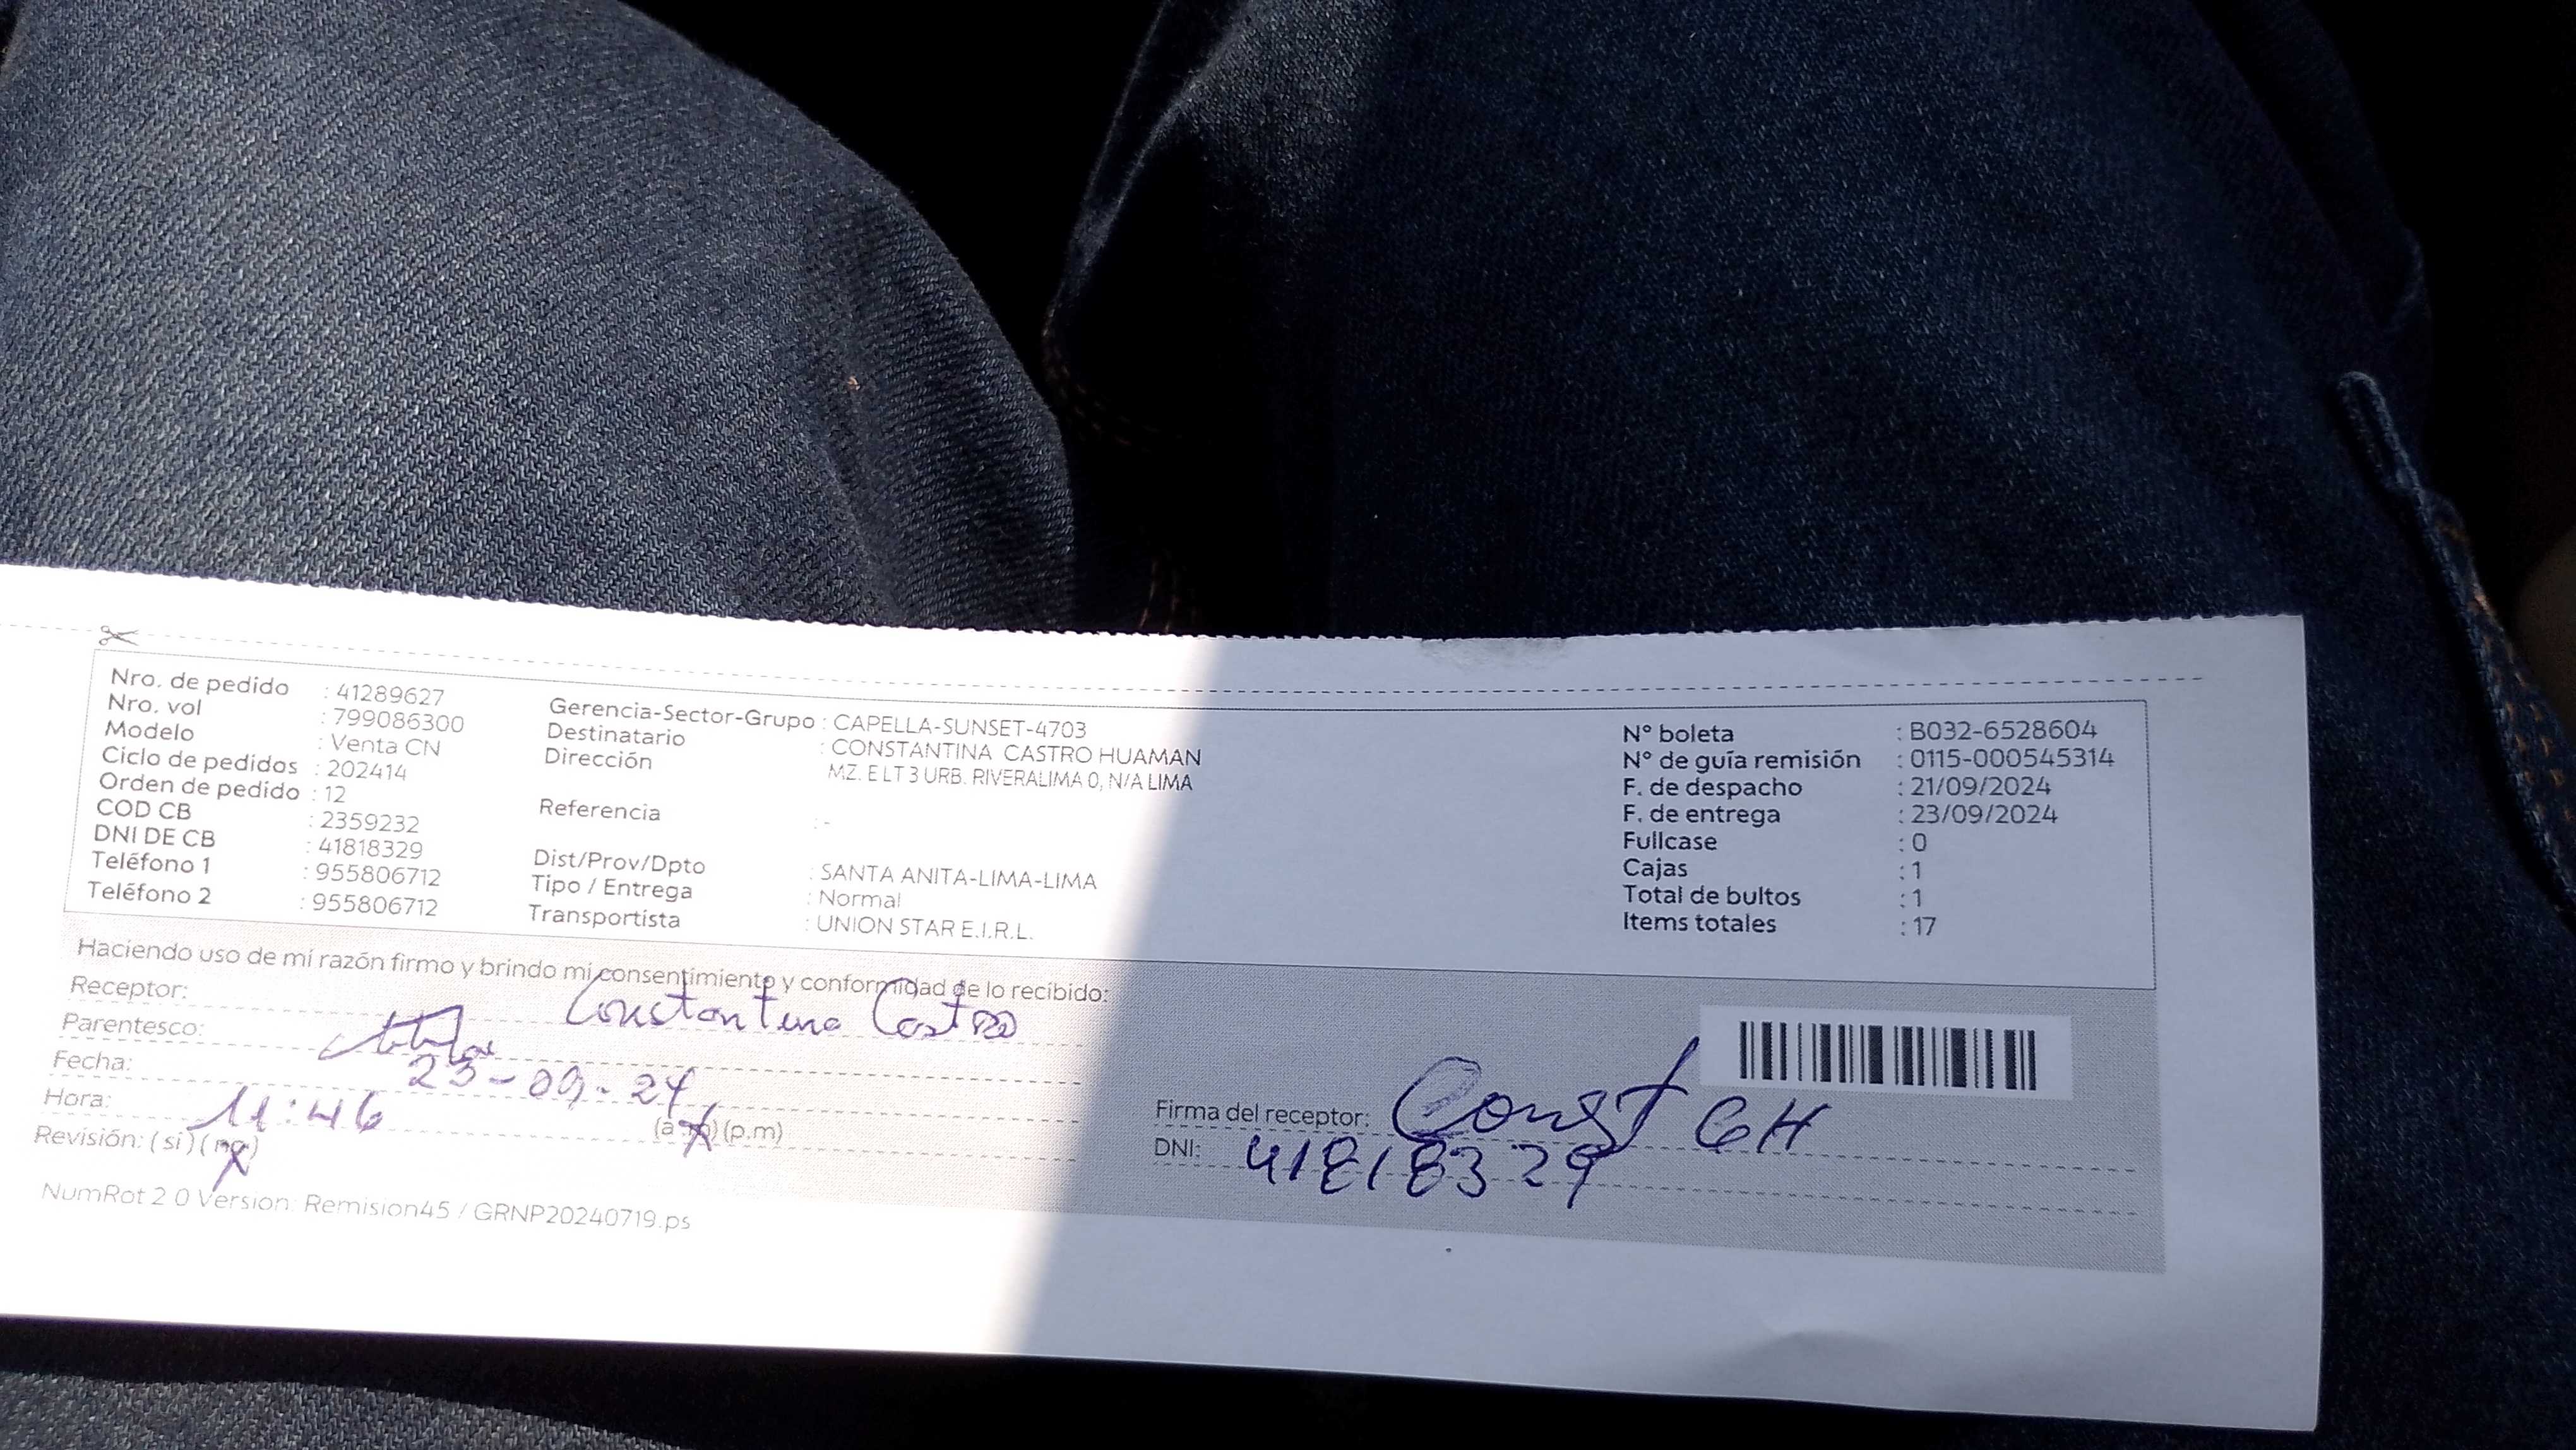 Nro. de pedido : 41289627
Nro. vol : 799086300
Modelo : Venta CN
Ciclo de pedidos : 202414
Orden de pedido : 12
COD CB : 2359232
DNI DE CB : 41818329
Teléfono 1 : 955806712
Teléfono 2 : 955806712
Gerencia-Sector-Grupo : CAPELLA-SUNSET-4703
Destinatario : CONSTANTINA CASTRO HUAMAN
Dirección MZ. E LT 3 URB. RIVERALIMA 0, N/A LIMA
Referencia : -
Dist/Prov/Dpto : SANTA ANITA-LIMA-LIMA
Tipo / Entrega : Normal
Transportista : UNION STAR E.I.R.L.
N° boleta : B032-6528604
N° de guía remisión : 0115-000545314
F. de despacho : 21/09/2024
F. de entrega : 23/09/2024
Fullcase : 0
Cajas : 1
Total de bultos : 1
Items totales : 17
Haciendo uso de mi razón firmo y brindo mi consentimiento y conformidad de lo recibido:
Receptor: Constantina Castro
Parentesco:
Fecha: 23-09-24
Hora: 11:46 (a.m) (p.m)
Revisión: (si) (no)
Firma del receptor: Const CH
DNI: 41818329
NumRot 2 0 Version: Remision45 / GRNP20240719.ps